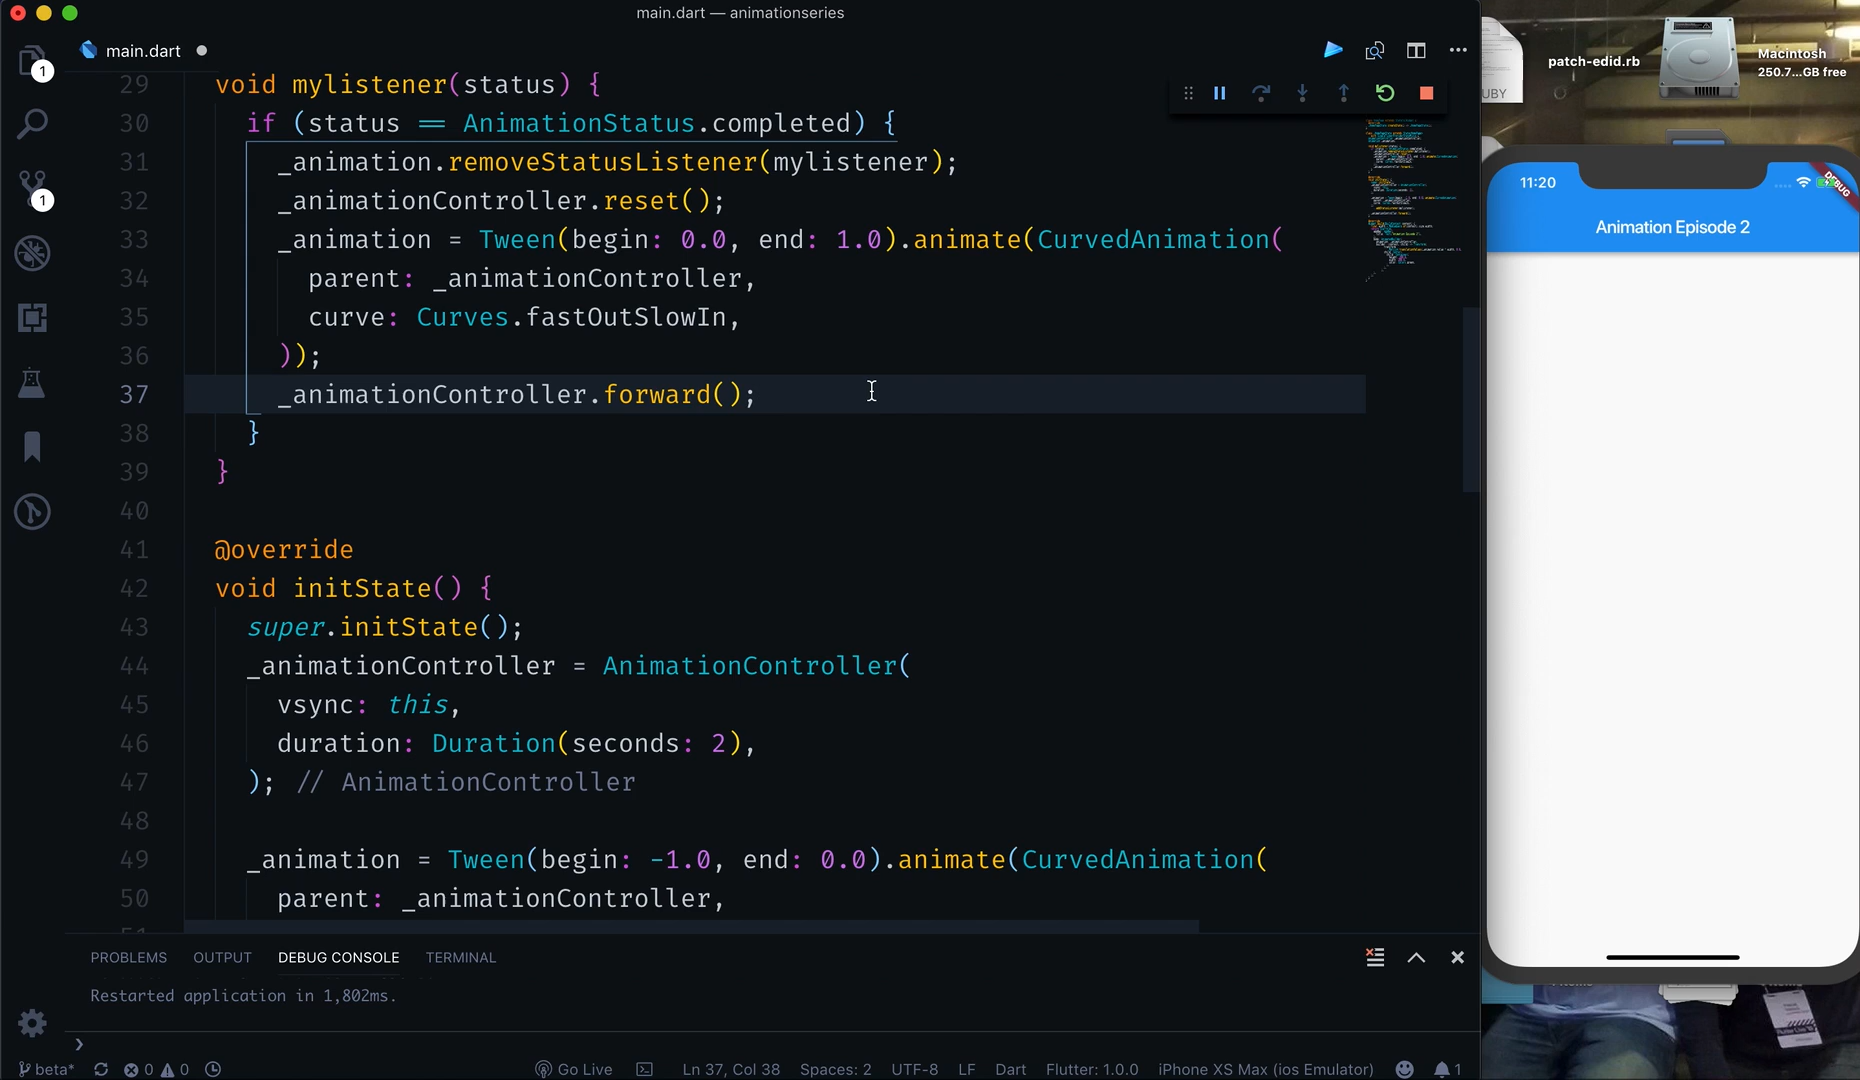 main.dart — animationseries
main.dart
29 void mylistener(status) {
30 if (status == AnimationStatus.completed) {
31 _animation.removeStatusListener(mylistener);
32 _animationController.reset();
33 _animation = Tween(begin: 0.0, end: 1.0).animate(CurvedAnimation(
34 parent: _animationController,
35 curve: Curves.fastOutSlowIn,
36 ));
37 _animationController.forward();
38 }
39 }
40
41 @override
42 void initState() {
43 super.initState();
44 _animationController = AnimationController(
45 vsync: this,
46 duration: Duration(seconds: 2),
47 ); // AnimationController
48
49 _animation = Tween(begin: -1.0, end: 0.0).animate(CurvedAnimation(
50 parent: _animationController,
51
1
1
PROBLEMS OUTPUT DEBUG CONSOLE TERMINAL
Restarted application in 1,802ms.
beta* 0 0 Go Live Ln 37, Col 38 Spaces: 2 UTF-8 LF Dart Flutter: 1.0.0 iPhone XS Max (ios Emulator) 1
patch-edid.rb
UBY
Macintosh
250.7...GB free
11:20
DEBUG
Animation Episode 2